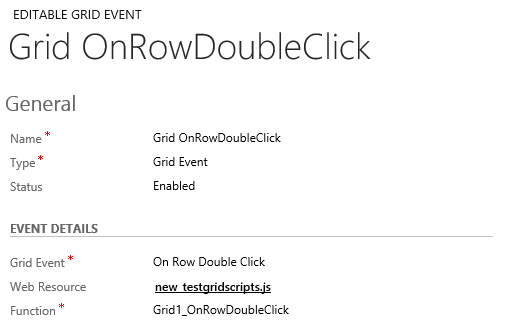 EDITABLE GRID EVENT
Grid OnRowDoubleClick
General
Name * Grid OnRowDoubleClick
Type * Grid Event
Status Enabled
EVENT DETAILS
Grid Event * On Row Double Click
Web Resource new_testgridscripts.js
Function * Grid1_OnRowDoubleClick